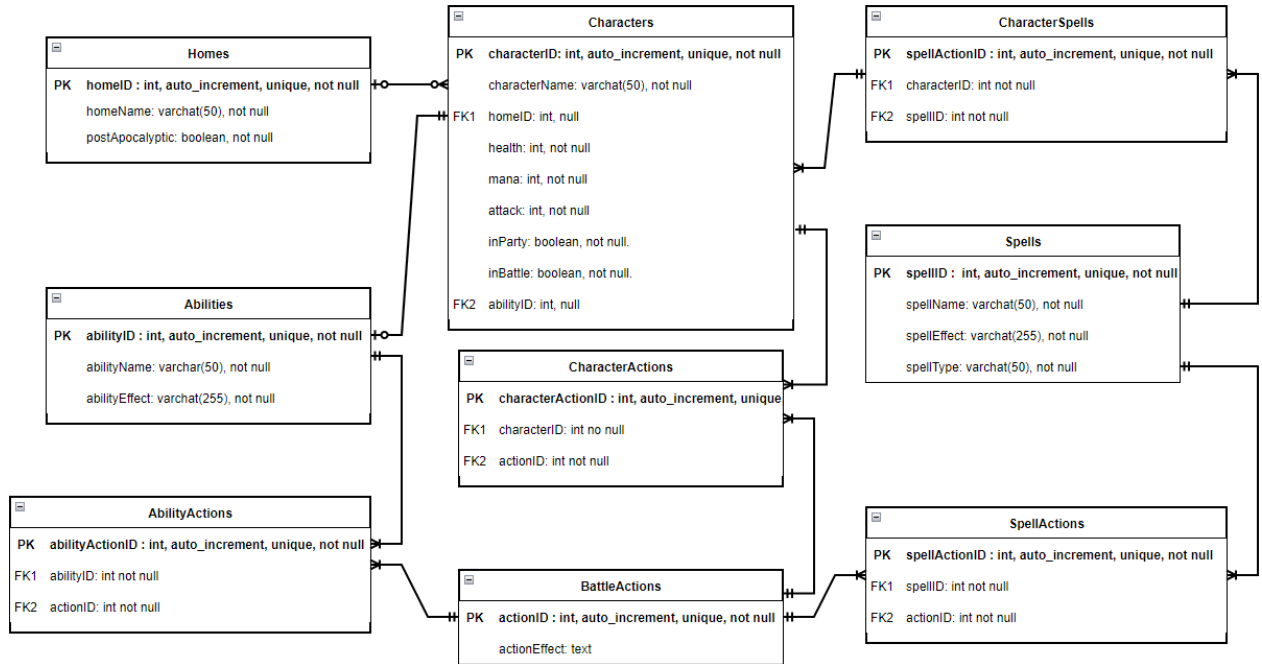 Homes
PK homeID : int, auto_increment, unique, not null
homeName: varchat(50), not null
postApocalyptic: boolean, not null
Characters
PK characterID: int, auto_increment, unique, not null
characterName: varchat(50), not null
FK1 homeID: int, null
health: int, not null
mana: int, not null
attack: int, not null
inParty: boolean, not null.
inBattle: boolean, not null.
FK2 abilityID: int, null
CharacterSpells
PK spellActionID : int, auto_increment, unique, not null
FK1 characterID: int not null
FK2 spellID: int not null
Spells
PK spellID : int, auto_increment, unique, not null
spellName: varchat(50), not null
spellEffect: varchat(255), not null
spellType: varchat(50), not null
Abilities
PK abilityID : int, auto_increment, unique, not null
abilityName: varchar(50), not null
abilityEffect: varchat(255), not null
CharacterActions
PK characterActionID : int, auto_increment, unique
FK1 characterID: int no null
FK2 actionID: int not null
AbilityActions
PK abilityActionID : int, auto_increment, unique, not null
FK1 abilityID: int not null
FK2 actionID: int not null
BattleActions
PK actionID : int, auto_increment, unique, not null
actionEffect: text
SpellActions
PK spellActionID : int, auto_increment, unique, not null
FK1 spellID: int not null
FK2 actionID: int not null